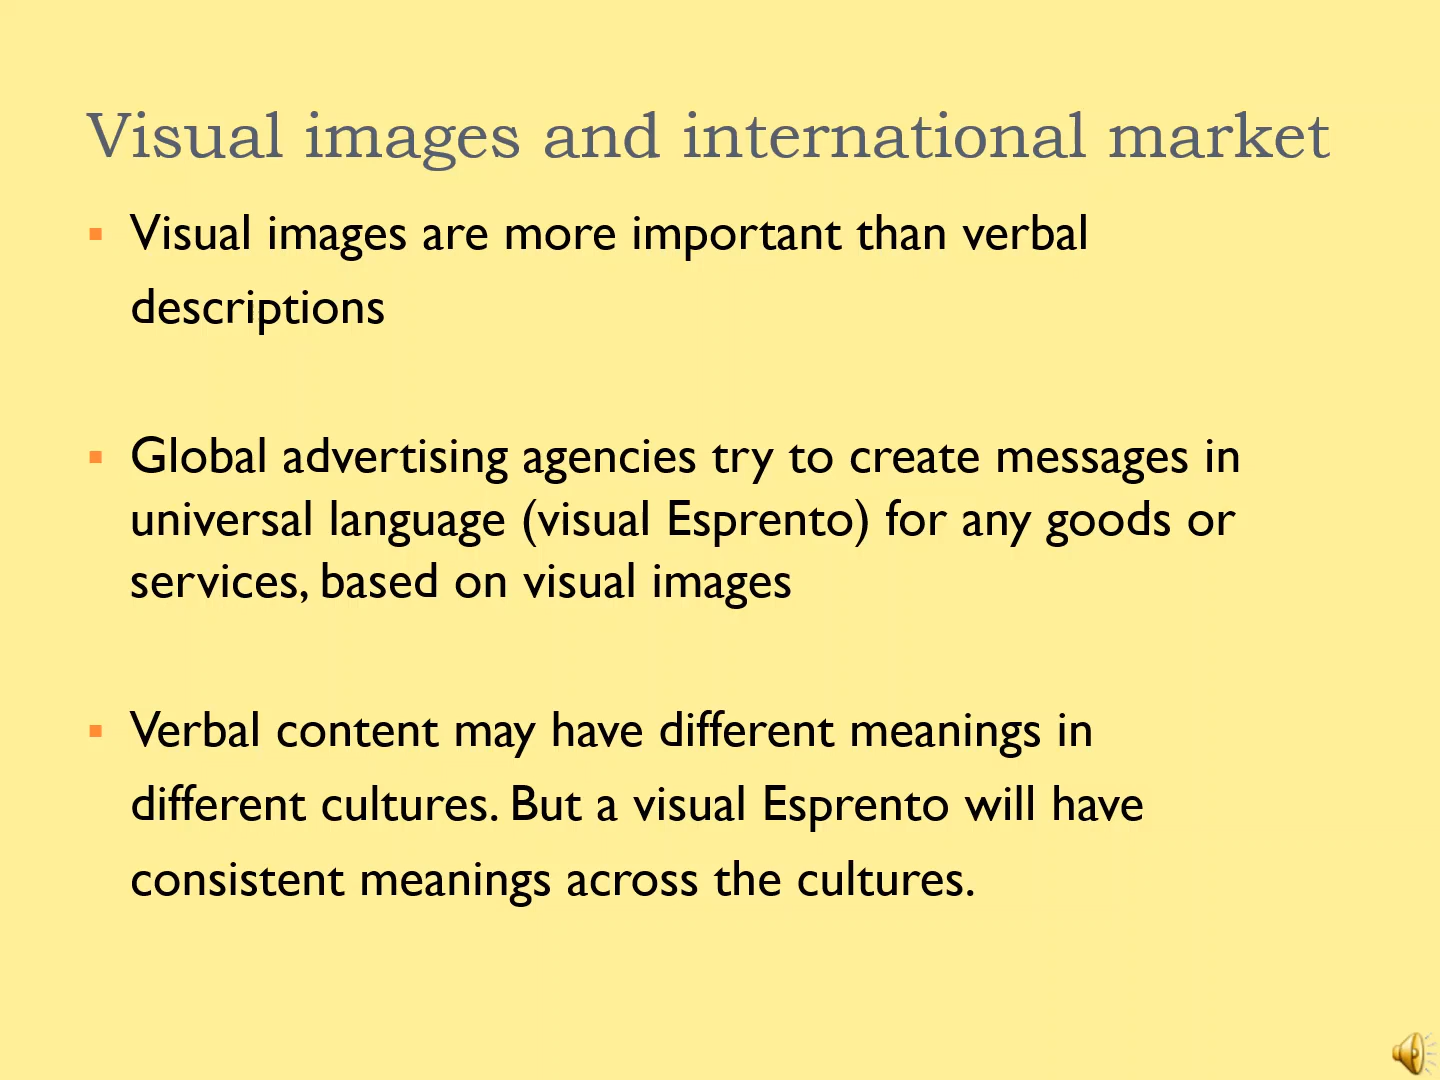 Visual images and international market
▪ Visual images are more important than verbal
descriptions
▪ Global advertising agencies try to create messages in
universal language (visual Esprento) for any goods or
services, based on visual images
▪ Verbal content may have different meanings in
different cultures. But a visual Esprento will have
consistent meanings across the cultures.